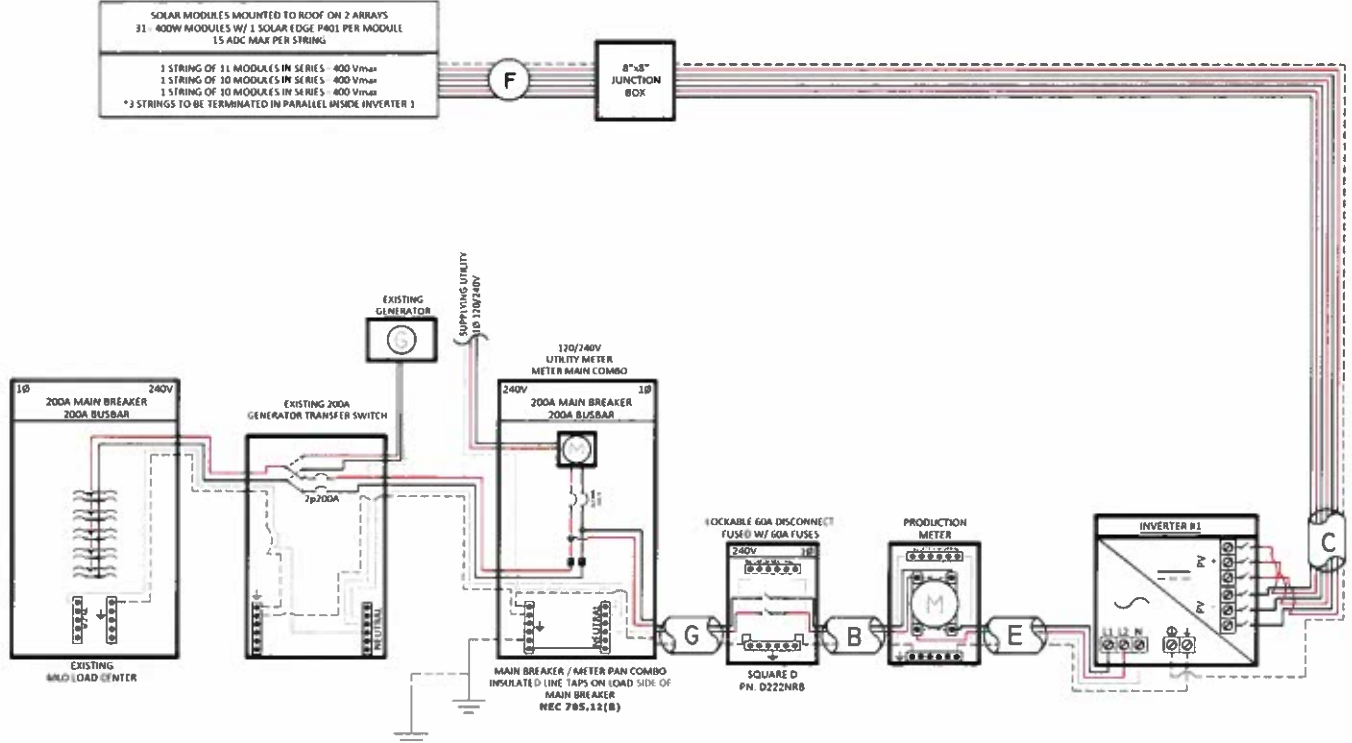 SOLAR MODULES MOUNTED TO ROOF ON 2 ARRAYS
31 - 400W MODULES W/ 1 SOLAR EDGE P401 PER MODULE
15 ADC MAX PER STRING
1 STRING OF 11 MODULES IN SERIES - 400 Vmax
1 STRING OF 10 MODULES IN SERIES - 400 Vmax
1 STRING OF 10 MODULES IN SERIES - 400 Vmax
*3 STRINGS TO BE TERMINATED IN PARALLEL INSIDE INVERTER 1
F
8"x8"
JUNCTION
BOX
EXISTING
GENERATOR
G
SUPPLYING UTILITY
1Ø 120/240V
120/240V
UTILITY METER
METER MAIN COMBO
1Ø 240V
200A MAIN BREAKER
200A BUSBAR
EXISTING
MLO LOAD CENTER
EXISTING 200A
GENERATOR TRANSFER SWITCH
2p200A
NEUTRAL
240V 1Ø
200A MAIN BREAKER
200A BUSBAR
M
NEUTRAL
MAIN BREAKER / METER PAN COMBO
INSULATED LINE TAPS ON LOAD SIDE OF
MAIN BREAKER
NEC 705.12(B)
G
LOCKABLE 60A DISCONNECT
FUSED W/ 60A FUSES
240V 1Ø
SQUARE D
PN. D222NRB
B
PRODUCTION
METER
M
E
INVERTER #1
PV +
PV -
L1 L2 N
C